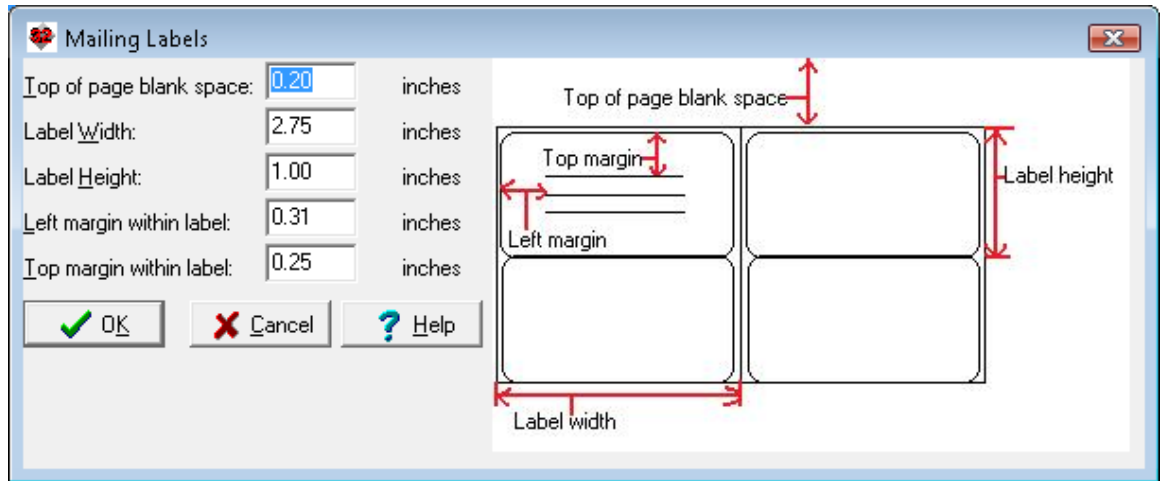 Mailing Labels
Top of page blank space: 0.20 inches
Label Width: 2.75 inches
Label Height: 1.00 inches
Left margin within label: 0.31 inches
Top margin within label: 0.25 inches
OK Cancel Help
Top of page blank space
Top margin
Label height
Left margin
Label width